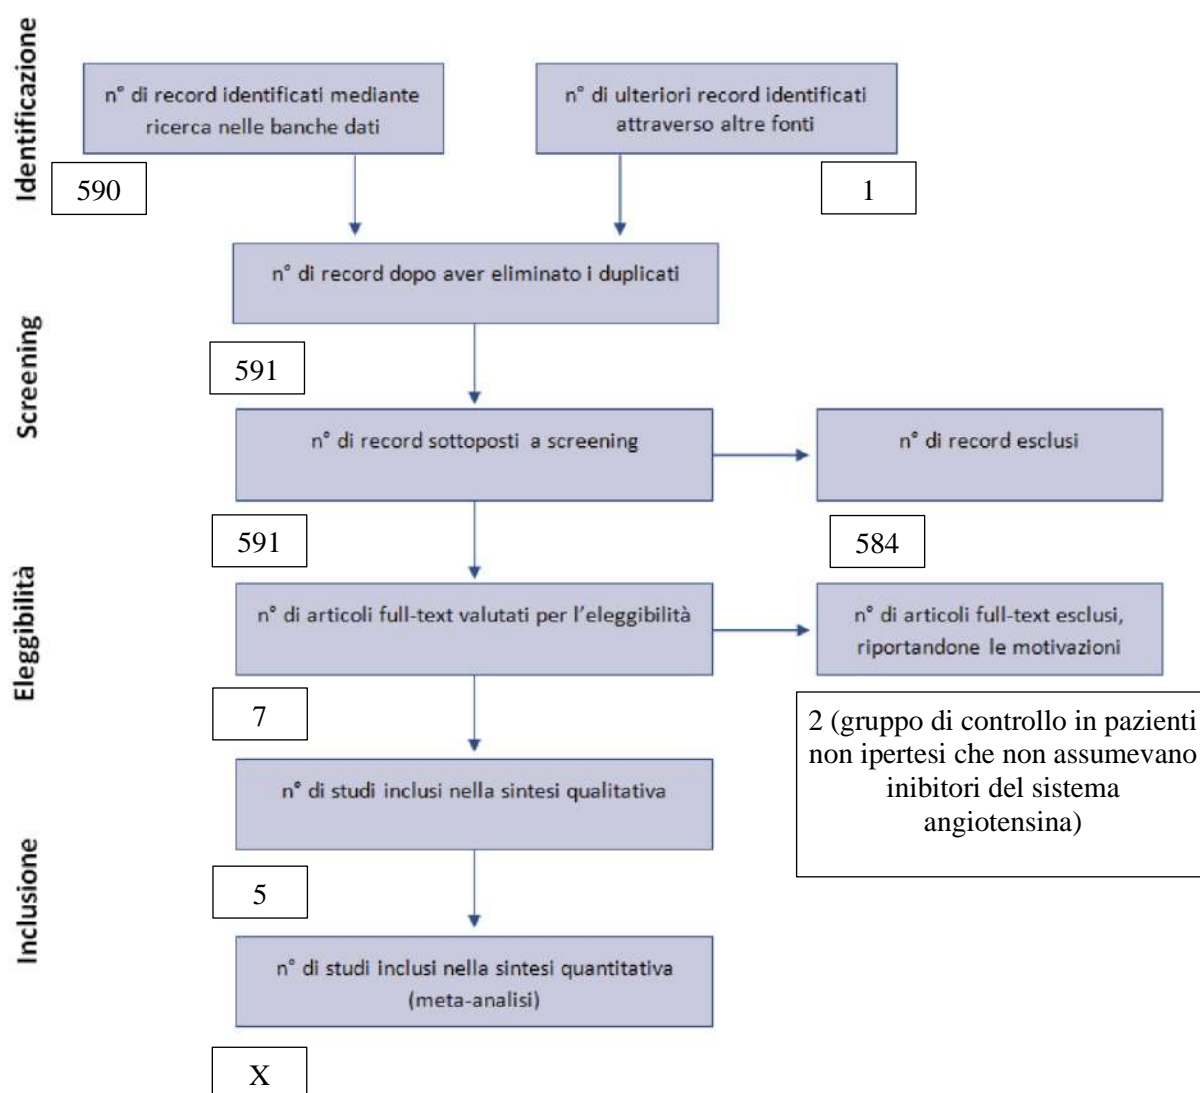 Identificazione
n° di record identificati mediante
ricerca nelle banche dati
n° di ulteriori record identificati
attraverso altre fonti
590
1
Screening
n° di record dopo aver eliminato i duplicati
591
n° di record sottoposti a screening
n° di record esclusi
591
584
Eleggibilità
n° di articoli full-text valutati per l'eleggibilità
n° di articoli full-text esclusi,
riportandone le motivazioni
7
2 (gruppo di controllo in pazienti
non ipertesi che non assumevano
inibitori del sistema
angiotensina)
Inclusione
n° di studi inclusi nella sintesi qualitativa
5
n° di studi inclusi nella sintesi quantitativa
(meta-analisi)
X